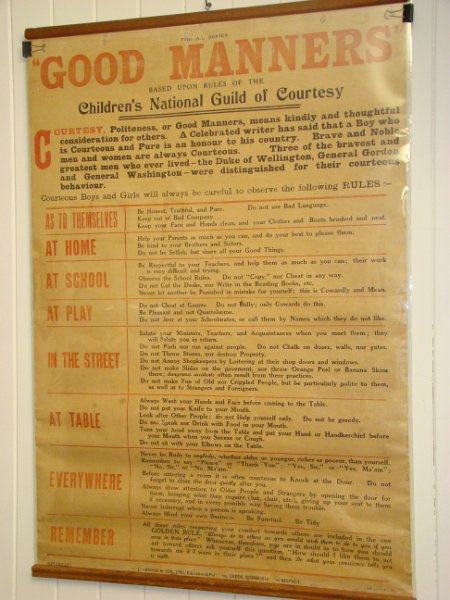 THE A.L. SERIES
"GOOD MANNERS"
BASED UPON RULES OF THE
Children's National Guild of Courtesy
COURTESY, Politeness, or Good Manners, means kindly and thoughtful
consideration for others. A Celebrated writer has said that a Boy who
is Courteous and Pure is an honour to his country. Brave and Noble
men and women are always Courteous. Three of the bravest and
greatest men who ever lived—the Duke of Wellington, General Gordon
and General Washington—were distinguished for their courteous
behaviour.
Courteous Boys and Girls will always be careful to observe the following RULES :—
AS TO THEMSELVES
Be Honest, Truthful, and Pure. Do not use Bad Language.
Keep out of Bad Company.
Keep your Face and Hands clean, and your Clothes and Boots brushed and neat.
AT HOME
Help your Parents as much as you can, and do your best to please them.
Be kind to your Brothers and Sisters.
Do not be Selfish, but share all your Good Things.
AT SCHOOL
Be Respectful to your Teachers, and help them as much as you can; their work
is very difficult and trying.
Observe the School Rules. Do not "Copy," nor Cheat in any way.
Do not Cut the Desks, nor Write in the Reading Books, etc.
Never let another be Punished in mistake for yourself; this is Cowardly and Mean.
AT PLAY
Do not Cheat at Games. Do not Bully; only Cowards do this.
Be Pleasant and not Quarrelsome.
Do not Jeer at your Schoolmates, or call them by Names which they do not like.
IN THE STREET
Salute your Ministers, Teachers, and Acquaintances when you meet them; they
will Salute you in return.
Do not Push nor run against people. Do not Chalk on doors, walls, nor gates.
Do not Throw Stones, nor destroy Property.
Do not Annoy Shopkeepers by Loitering at their shop doors and windows.
Do not make Slides on the pavement, nor throw Orange Peel or Banana Skins
there; dangerous accidents often result from these practices.
Do not make Fun of Old nor Crippled People, but be particularly polite to them,
as well as to Strangers and Foreigners.
AT TABLE
Always Wash your Hands and Face before coming to the Table.
Do not put your Knife to your Mouth.
Look after Other People; do not Help yourself only. Do not be greedy.
Do not Speak nor Drink with Food in your Mouth.
Turn your head away from the Table and put your Hand or Handkerchief before
your Mouth when you Sneeze or Cough.
Do not sit with your Elbows on the Table.
EVERYWHERE
Never be Rude to anybody, whether older or younger, richer or poorer, than yourself.
Remember to say "Please" or "Thank You"; "Yes, Sir," or "Yes, Ma'am";
"No, Sir," or "No, Ma'am."
Before entering a room it is often courteous to Knock at the Door. Do not
forget to close the door quietly after you.
Always show attention to Older People and Strangers by opening the door for
them, bringing what they require (hat, chair, etc.), giving up your seat to them
if necessary, and in every possible way Saving them trouble.
Never Interrupt when a person is speaking.
Always Mind your own Business. Be Punctual. Be Tidy.
REMEMBER
All these rules respecting your conduct towards others are included in the one
GOLDEN RULE, "Always do to others as you would wish them to do to you if you
were in their place." Whenever, therefore, you are in doubt as to how you should
act toward others ask yourself this question, "How should I like them to act
towards me if I were in their place?" and then Do what your conscience tells you
LEEDS, EDINBURGH & BELFAST.